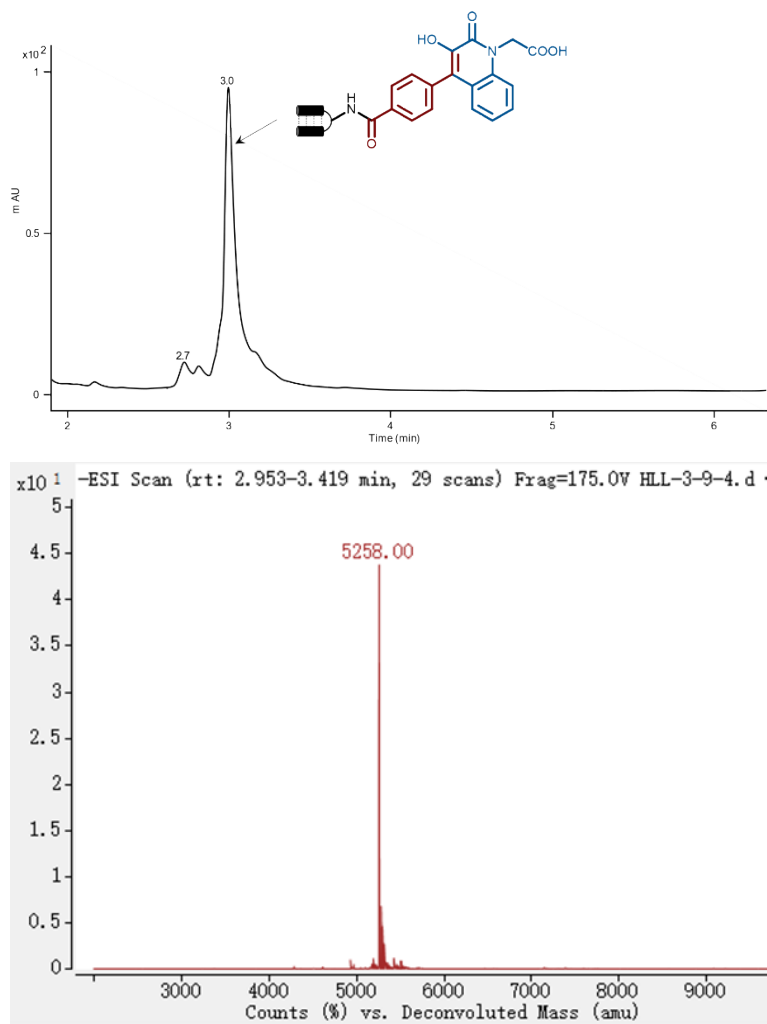 x10²
1
3.0
O
HO
N
COOH
H
N
O
m AU
0.5
2.7
0
2
3
4
5
6
Time (min)
x10 1
-ESI Scan (rt: 2.953-3.419 min, 29 scans) Frag=175.0V HLL-3-9-4.d
5
5258.00
4.5
4
3.5
3
2.5
2
1.5
1
0.5
0
3000 4000 5000 6000 7000 8000 9000
Counts (%) vs. Deconvoluted Mass (amu)